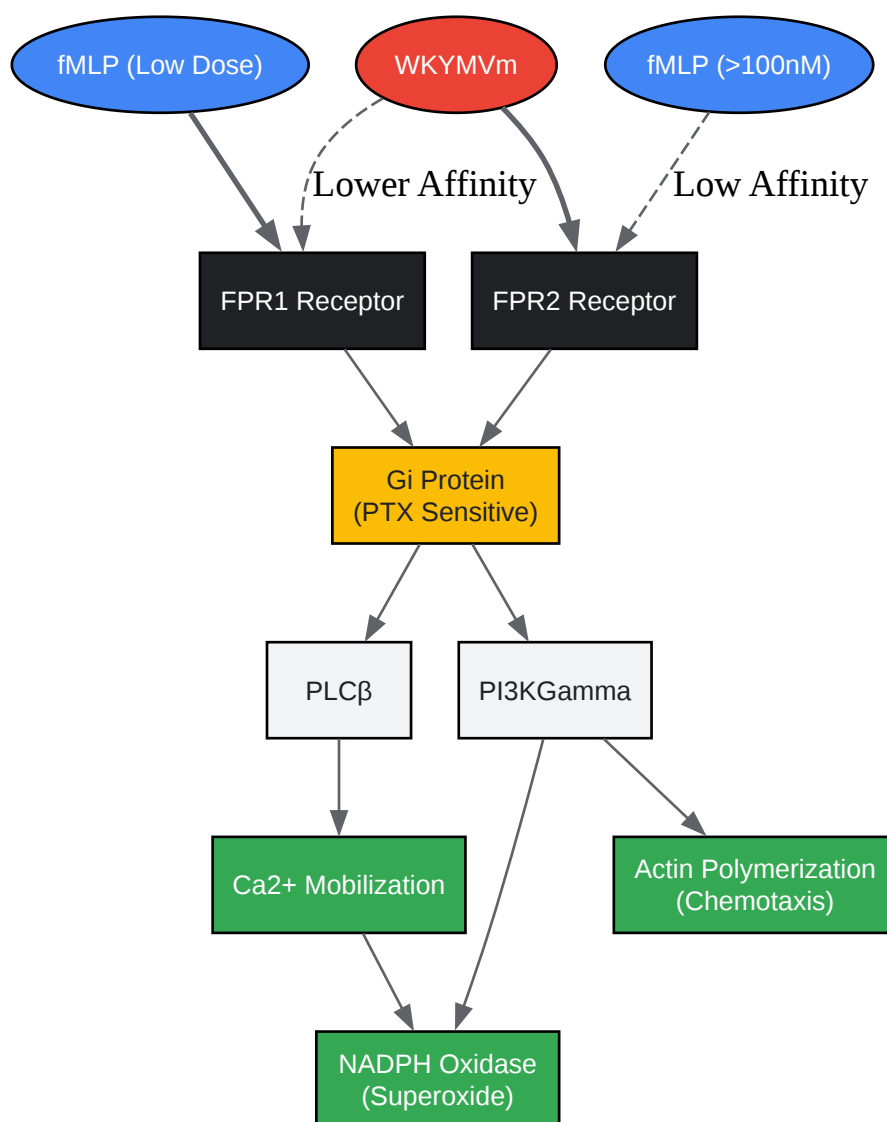 fMLP (Low Dose)
WKYMVm
fMLP (>100nM)
Lower Affinity
Low Affinity
FPR1 Receptor
FPR2 Receptor
Gi Protein
(PTX Sensitive)
PLCβ
PI3KGamma
Ca2+ Mobilization
Actin Polymerization
(Chemotaxis)
NADPH Oxidase
(Superoxide)